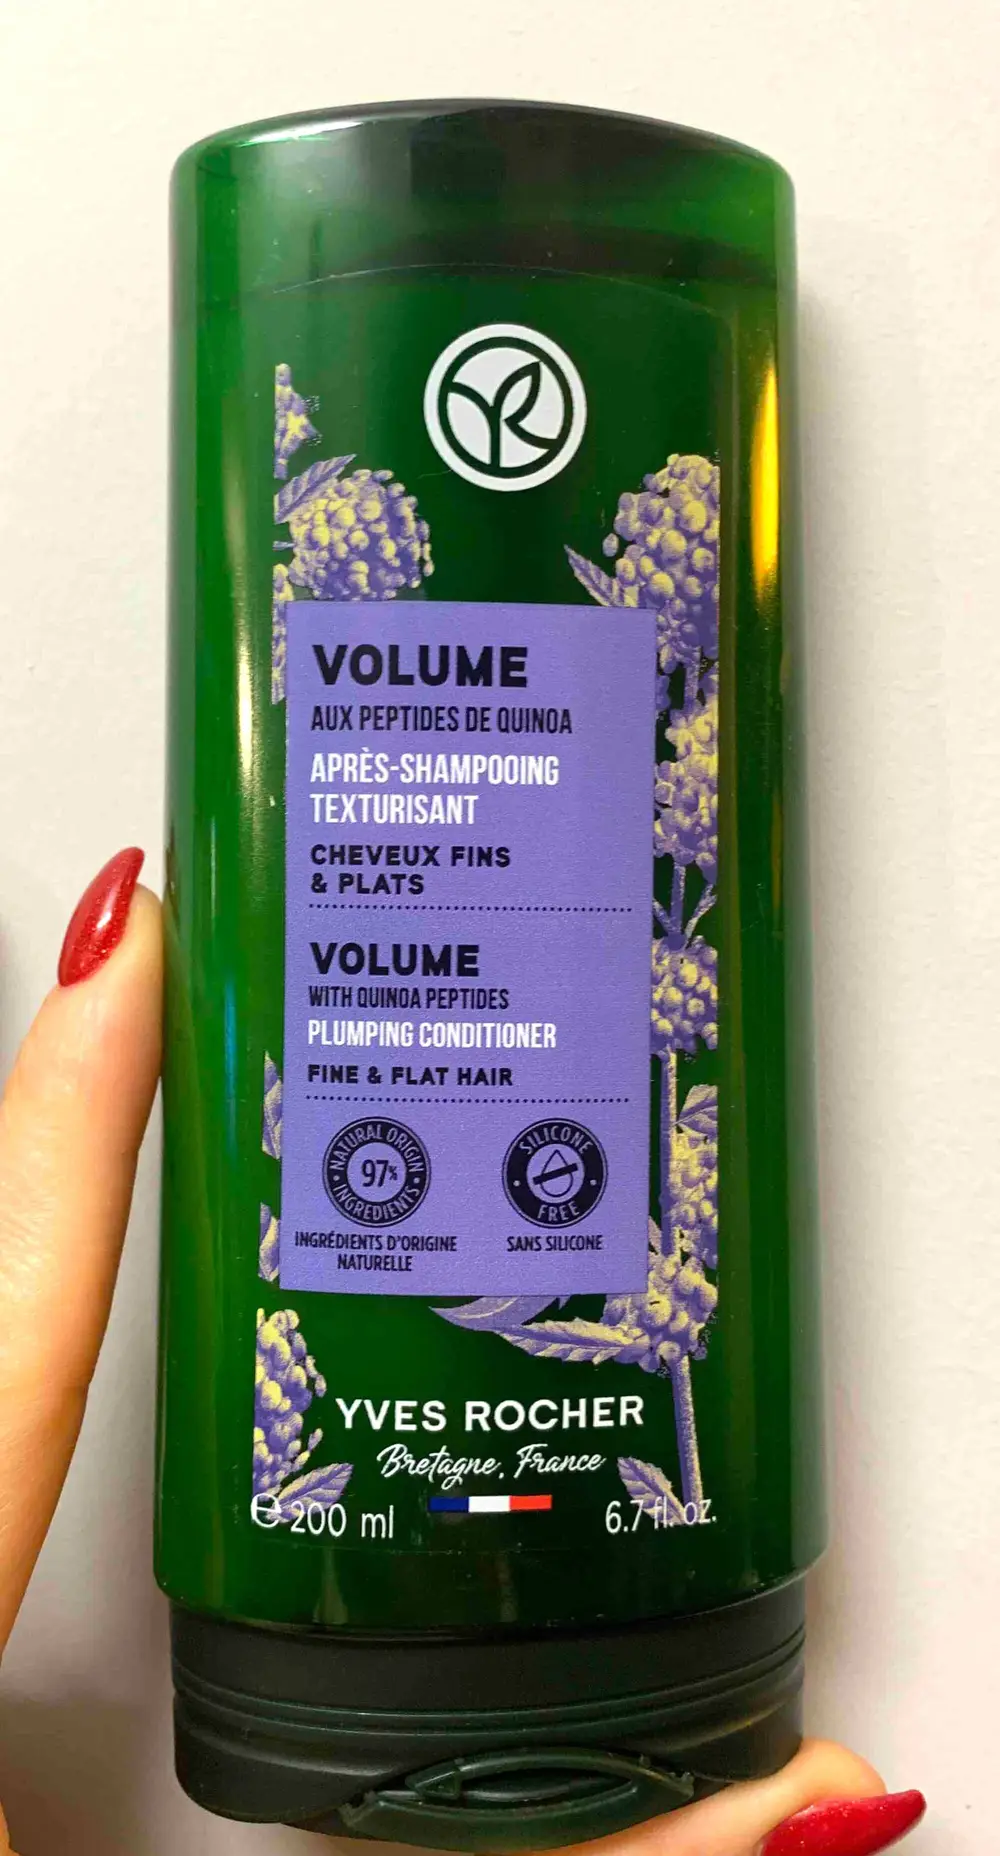 VOLUME
AUX PEPTIDES DE QUINOA
APRÈS-SHAMPOOING
TEXTURISANT
CHEVEUX FINS
& PLATS
VOLUME
WITH QUINOA PEPTIDES
PLUMPING CONDITIONER
FINE & FLAT HAIR
NATURAL ORIGIN
97%
INGREDIENTS
SILICONE
FREE
INGRÉDIENTS D'ORIGINE
NATURELLE
SANS SILICONE
YVES ROCHER
Bretagne, France
℮ 200 ml
6.7 fl. oz.